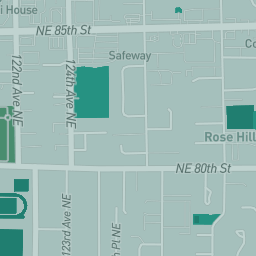 i House
NE 85th St
Co
Safeway
122nd Ave NE
124th Ave NE
Rose Hill
NE 80th St
123rd Ave NE
h Pl NE